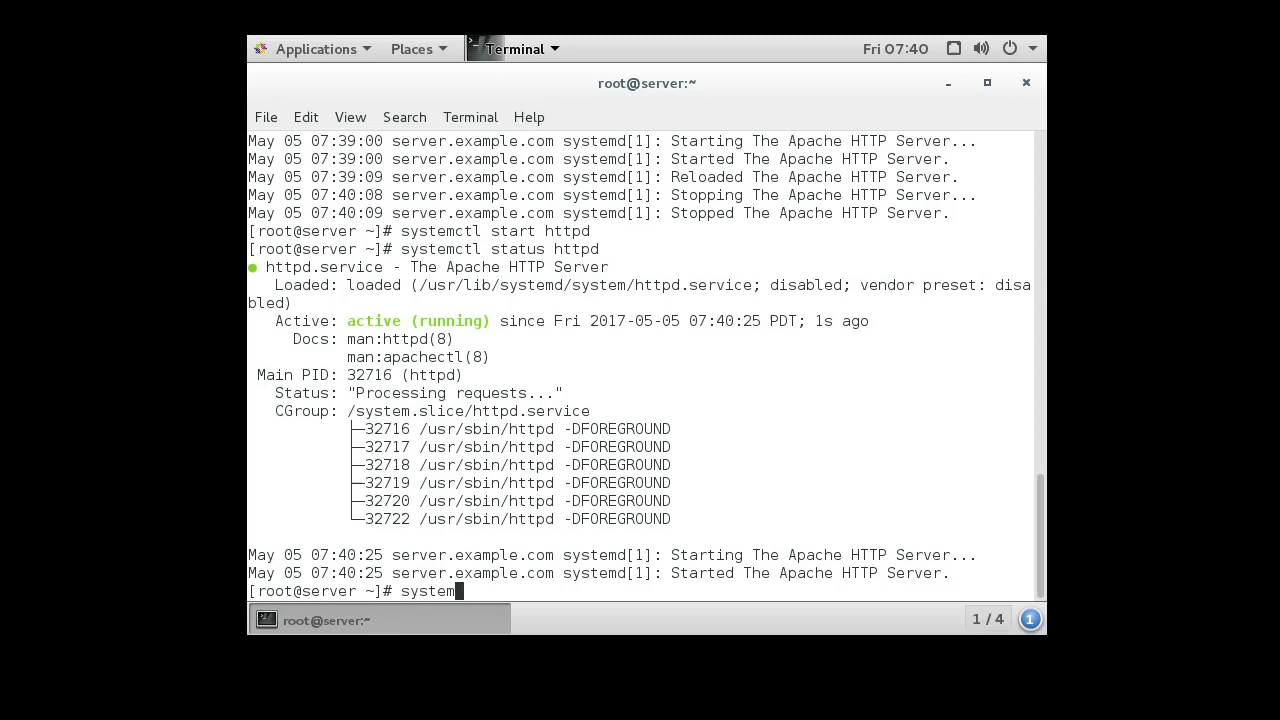 Applications Places Terminal Fri 07:40
root@server:~
File Edit View Search Terminal Help
May 05 07:39:00 server.example.com systemd[1]: Starting The Apache HTTP Server...
May 05 07:39:00 server.example.com systemd[1]: Started The Apache HTTP Server.
May 05 07:39:09 server.example.com systemd[1]: Reloaded The Apache HTTP Server.
May 05 07:40:08 server.example.com systemd[1]: Stopping The Apache HTTP Server...
May 05 07:40:09 server.example.com systemd[1]: Stopped The Apache HTTP Server.
[root@server ~]# systemctl start httpd
[root@server ~]# systemctl status httpd
● httpd.service - The Apache HTTP Server
   Loaded: loaded (/usr/lib/systemd/system/httpd.service; disabled; vendor preset: disa
bled)
   Active: active (running) since Fri 2017-05-05 07:40:25 PDT; 1s ago
     Docs: man:httpd(8)
           man:apachectl(8)
 Main PID: 32716 (httpd)
   Status: "Processing requests..."
   CGroup: /system.slice/httpd.service
           ├─32716 /usr/sbin/httpd -DFOREGROUND
           ├─32717 /usr/sbin/httpd -DFOREGROUND
           ├─32718 /usr/sbin/httpd -DFOREGROUND
           ├─32719 /usr/sbin/httpd -DFOREGROUND
           ├─32720 /usr/sbin/httpd -DFOREGROUND
           └─32722 /usr/sbin/httpd -DFOREGROUND
May 05 07:40:25 server.example.com systemd[1]: Starting The Apache HTTP Server...
May 05 07:40:25 server.example.com systemd[1]: Started The Apache HTTP Server.
[root@server ~]# system
root@server:~ 1 / 4 1